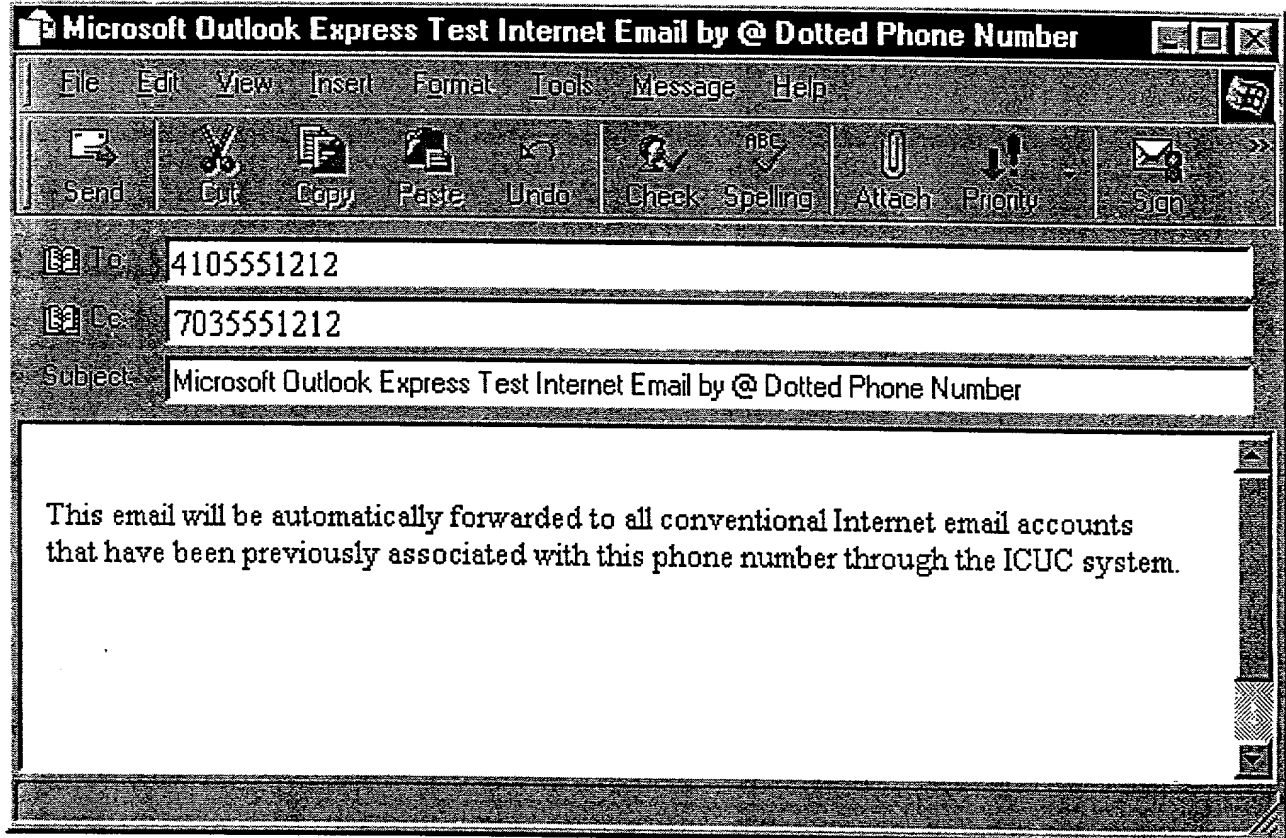 Microsoft Outlook Express Test Internet Email by @ Dotted Phone Number
File Edit View Insert Format Tools Message Help
ABC
>>
Send Cut Copy Paste Undo Check Spelling Attach Priority Sign
To: 4105551212
Cc: 7035551212
Subject: Microsoft Outlook Express Test Internet Email by @ Dotted Phone Number
This email will be automatically forwarded to all conventional Internet email accounts
that have been previously associated with this phone number through the ICUC system.